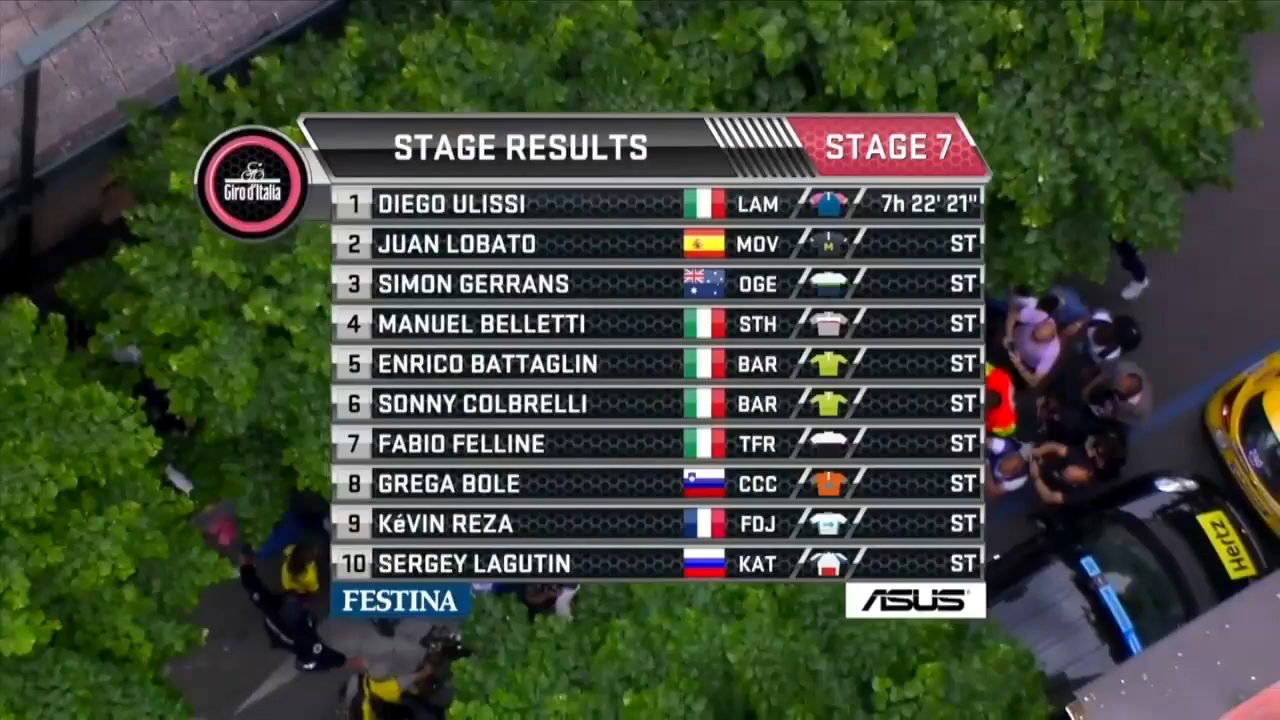 STAGE RESULTS STAGE 7
Giro d'Italia
1 DIEGO ULISSI LAM 7h 22' 21"
2 JUAN LOBATO MOV M ST
3 SIMON GERRANS OGE ST
4 MANUEL BELLETTI STH ST
5 ENRICO BATTAGLIN BAR ST
6 SONNY COLBRELLI BAR ST
7 FABIO FELLINE TFR ST
8 GREGA BOLE CCC ST
9 KéVIN REZA FDJ ST
10 SERGEY LAGUTIN KAT ST
FESTINA ASUS
Hertz